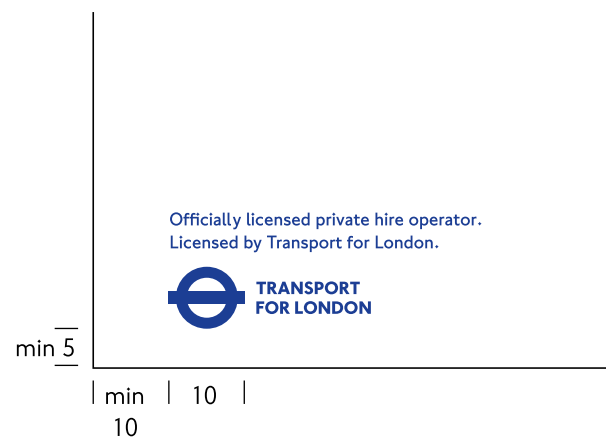 Officially licensed private hire operator.
Licensed by Transport for London.
TRANSPORT
FOR LONDON
min 5
min 10
10